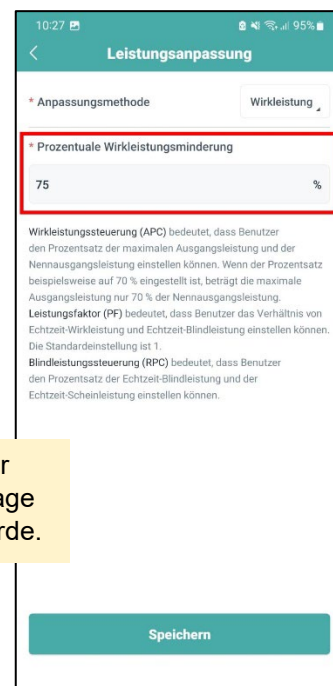 10:27
95%
Leistungsanpassung
* Anpassungsmethode
Wirkleistung
* Prozentuale Wirkleistungsminderung
75
%
Wirkleistungssteuerung (APC) bedeutet, dass Benutzer
den Prozentsatz der maximalen Ausgangsleistung und der
Nennausgangsleistung einstellen können. Wenn der Prozentsatz
beispielsweise auf 70 % eingestellt ist, beträgt die maximale
Ausgangsleistung nur 70 % der Nennausgangsleistung.
Leistungsfaktor (PF) bedeutet, dass Benutzer das Verhältnis von
Echtzeit-Wirkleistung und Echtzeit-Blindleistung einstellen können.
Die Standardeinstellung ist 1.
Blindleistungssteuerung (RPC) bedeutet, dass Benutzer
den Prozentsatz der Echtzeit-Blindleistung und der
Echtzeit-Scheinleistung einstellen können.
r
age
rde.
Speichern